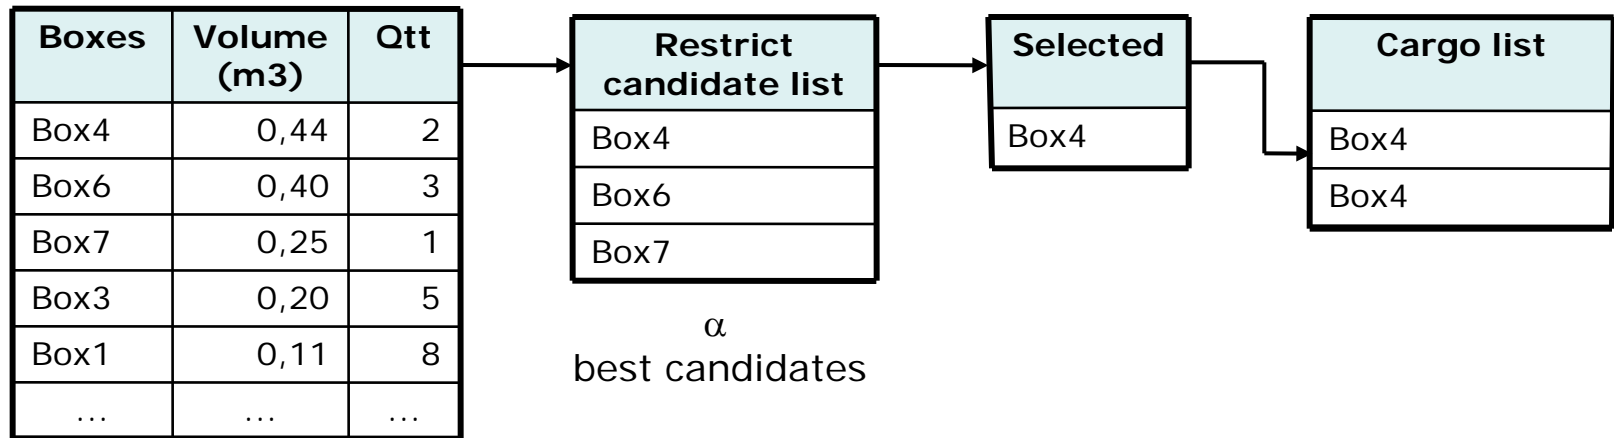 Boxes Volume (m3) Qtt
Box4 0,44 2
Box6 0,40 3
Box7 0,25 1
Box3 0,20 5
Box1 0,11 8
... ... ...
Restrict
candidate list
Box4
Box6
Box7
α
best candidates
Selected
Box4
Cargo list
Box4
Box4